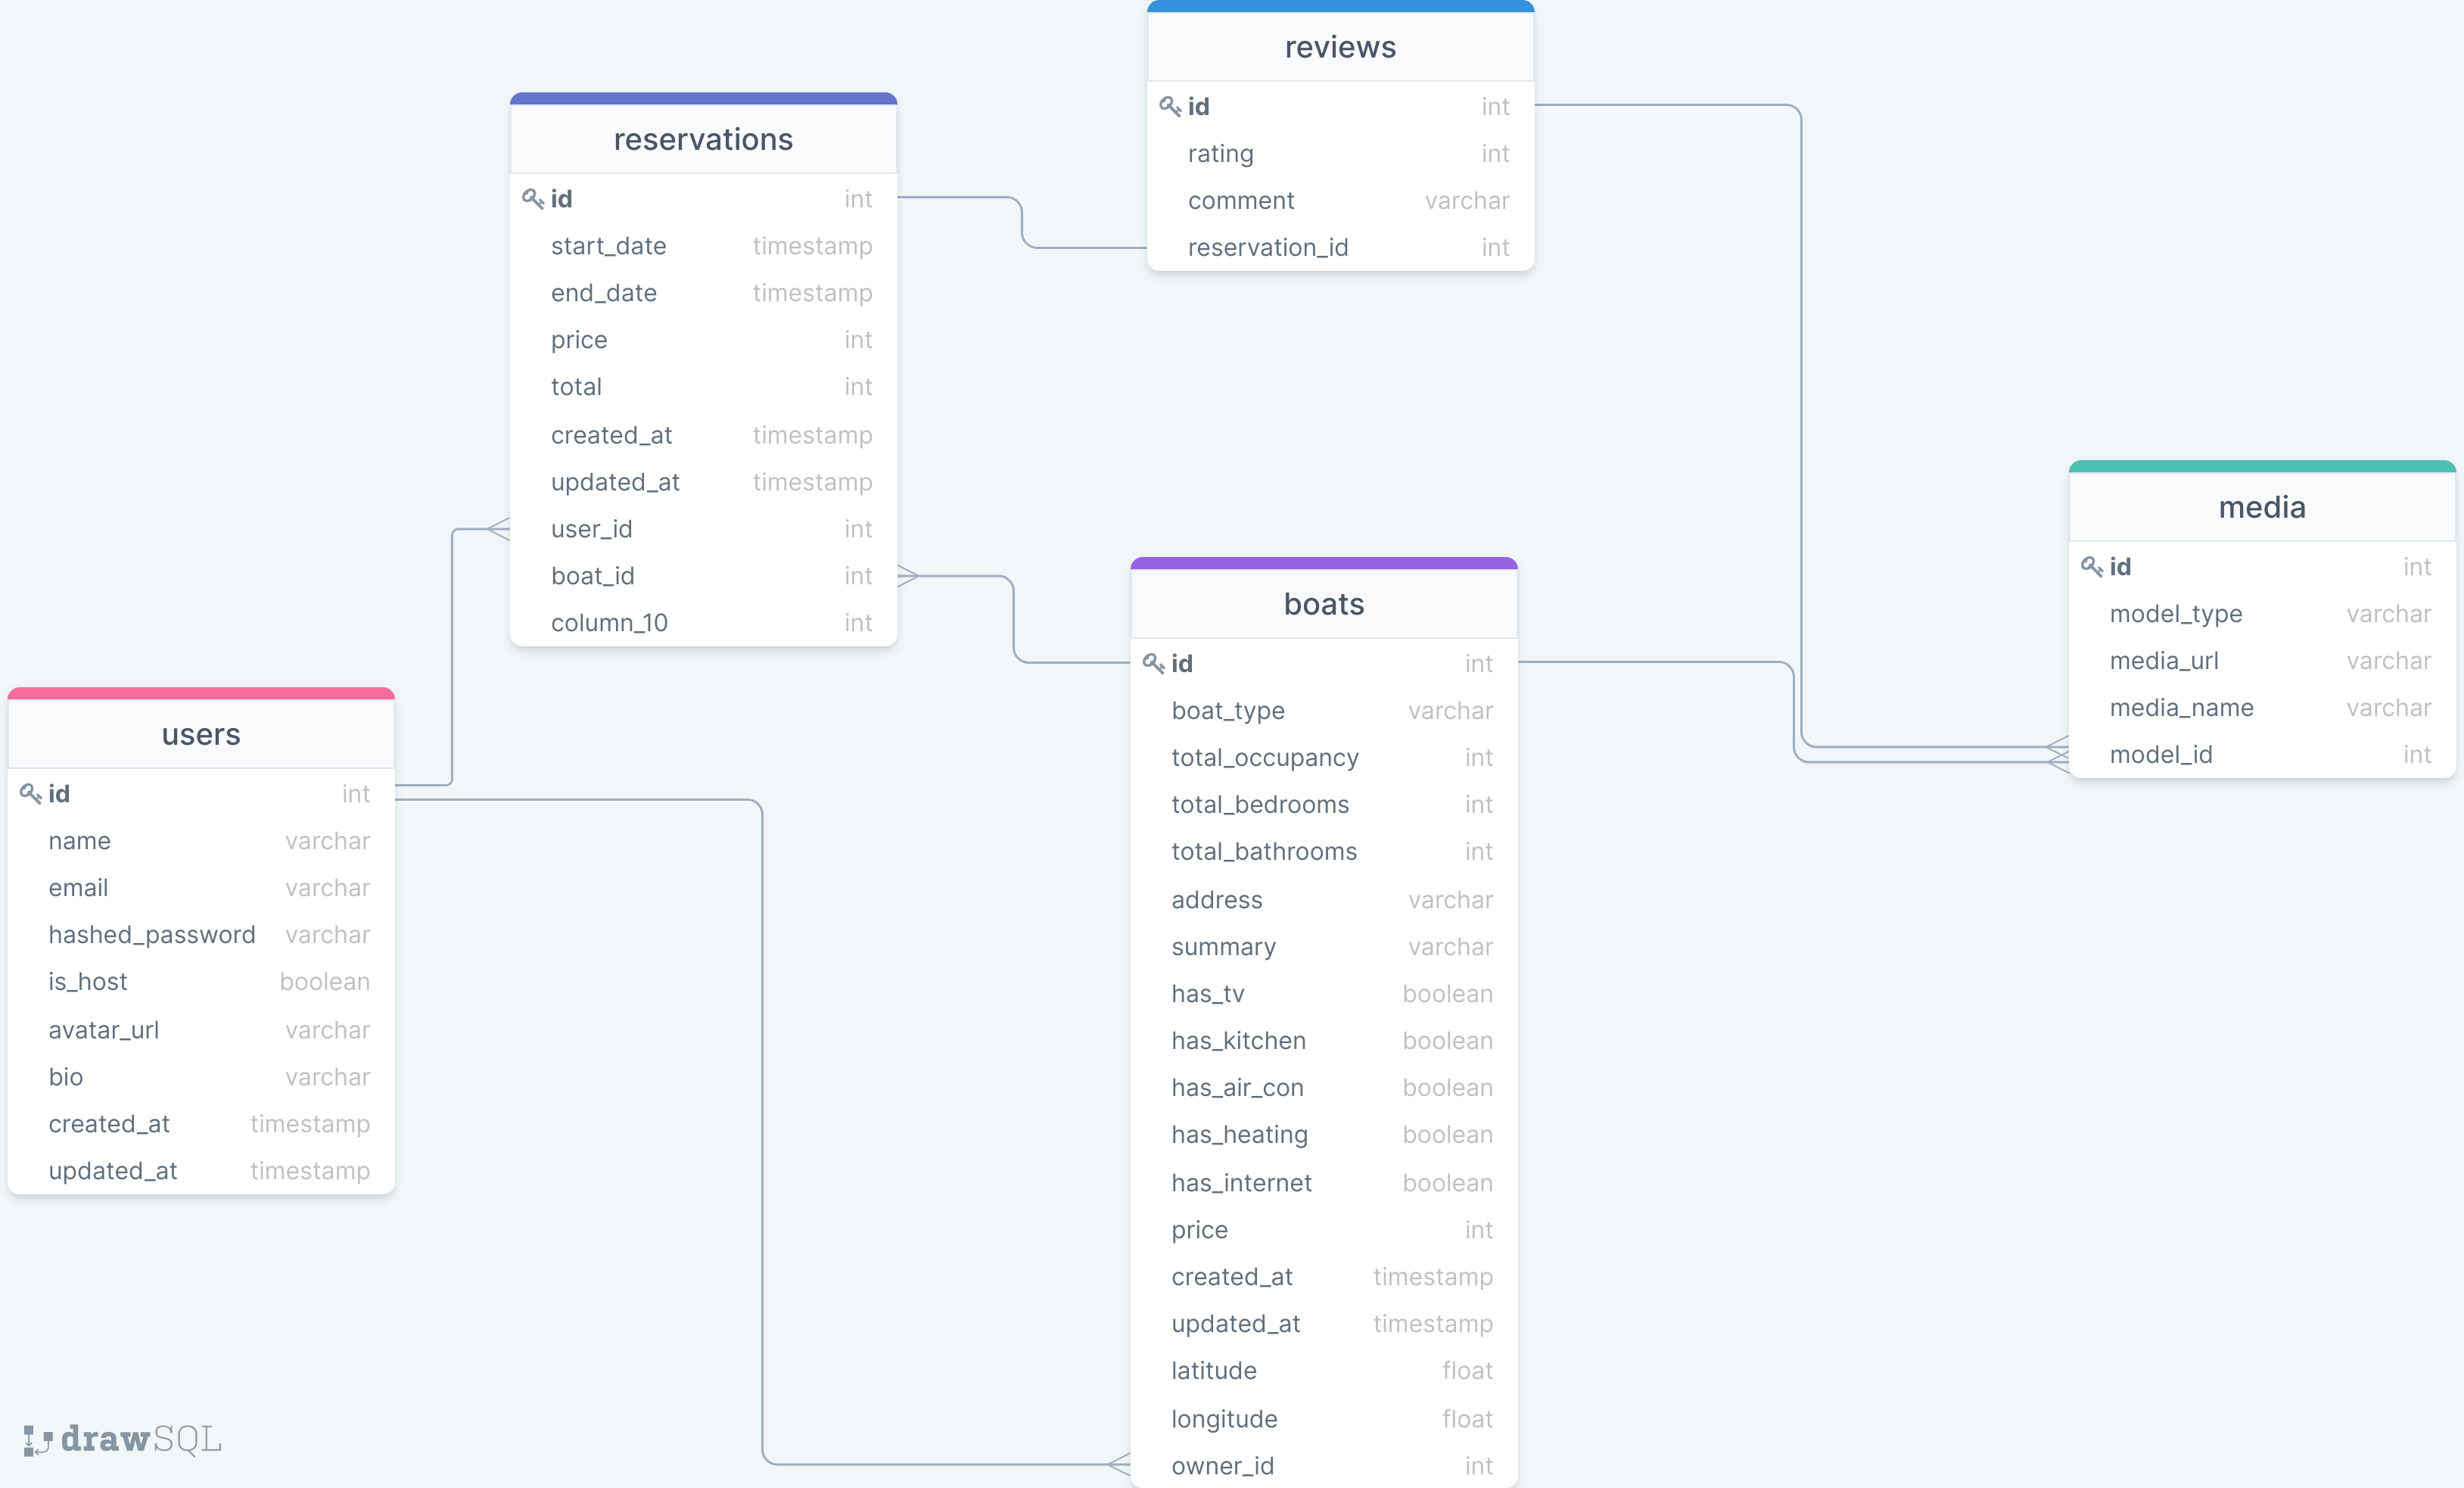 reviews
id int
rating int
comment varchar
reservation_id int
reservations
id int
start_date timestamp
end_date timestamp
price int
total int
created_at timestamp
updated_at timestamp
user_id int
boat_id int
column_10 int
media
id int
model_type varchar
media_url varchar
media_name varchar
model_id int
boats
id int
boat_type varchar
total_occupancy int
total_bedrooms int
total_bathrooms int
address varchar
summary varchar
has_tv boolean
has_kitchen boolean
has_air_con boolean
has_heating boolean
has_internet boolean
price int
created_at timestamp
updated_at timestamp
latitude float
longitude float
owner_id int
users
id int
name varchar
email varchar
hashed_password varchar
is_host boolean
avatar_url varchar
bio varchar
created_at timestamp
updated_at timestamp
drawSQL